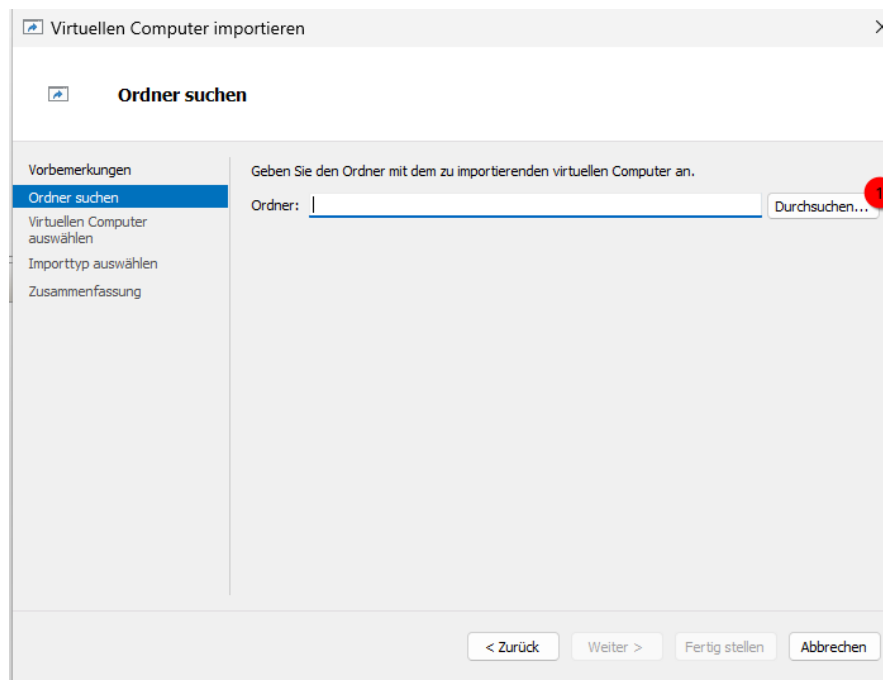 Virtuellen Computer importieren
Ordner suchen
Vorbemerkungen
Ordner suchen
Virtuellen Computer
auswählen
Importtyp auswählen
Zusammenfassung
Geben Sie den Ordner mit dem zu importierenden virtuellen Computer an.
Ordner:
Durchsuchen...
1
< Zurück
Weiter >
Fertig stellen
Abbrechen